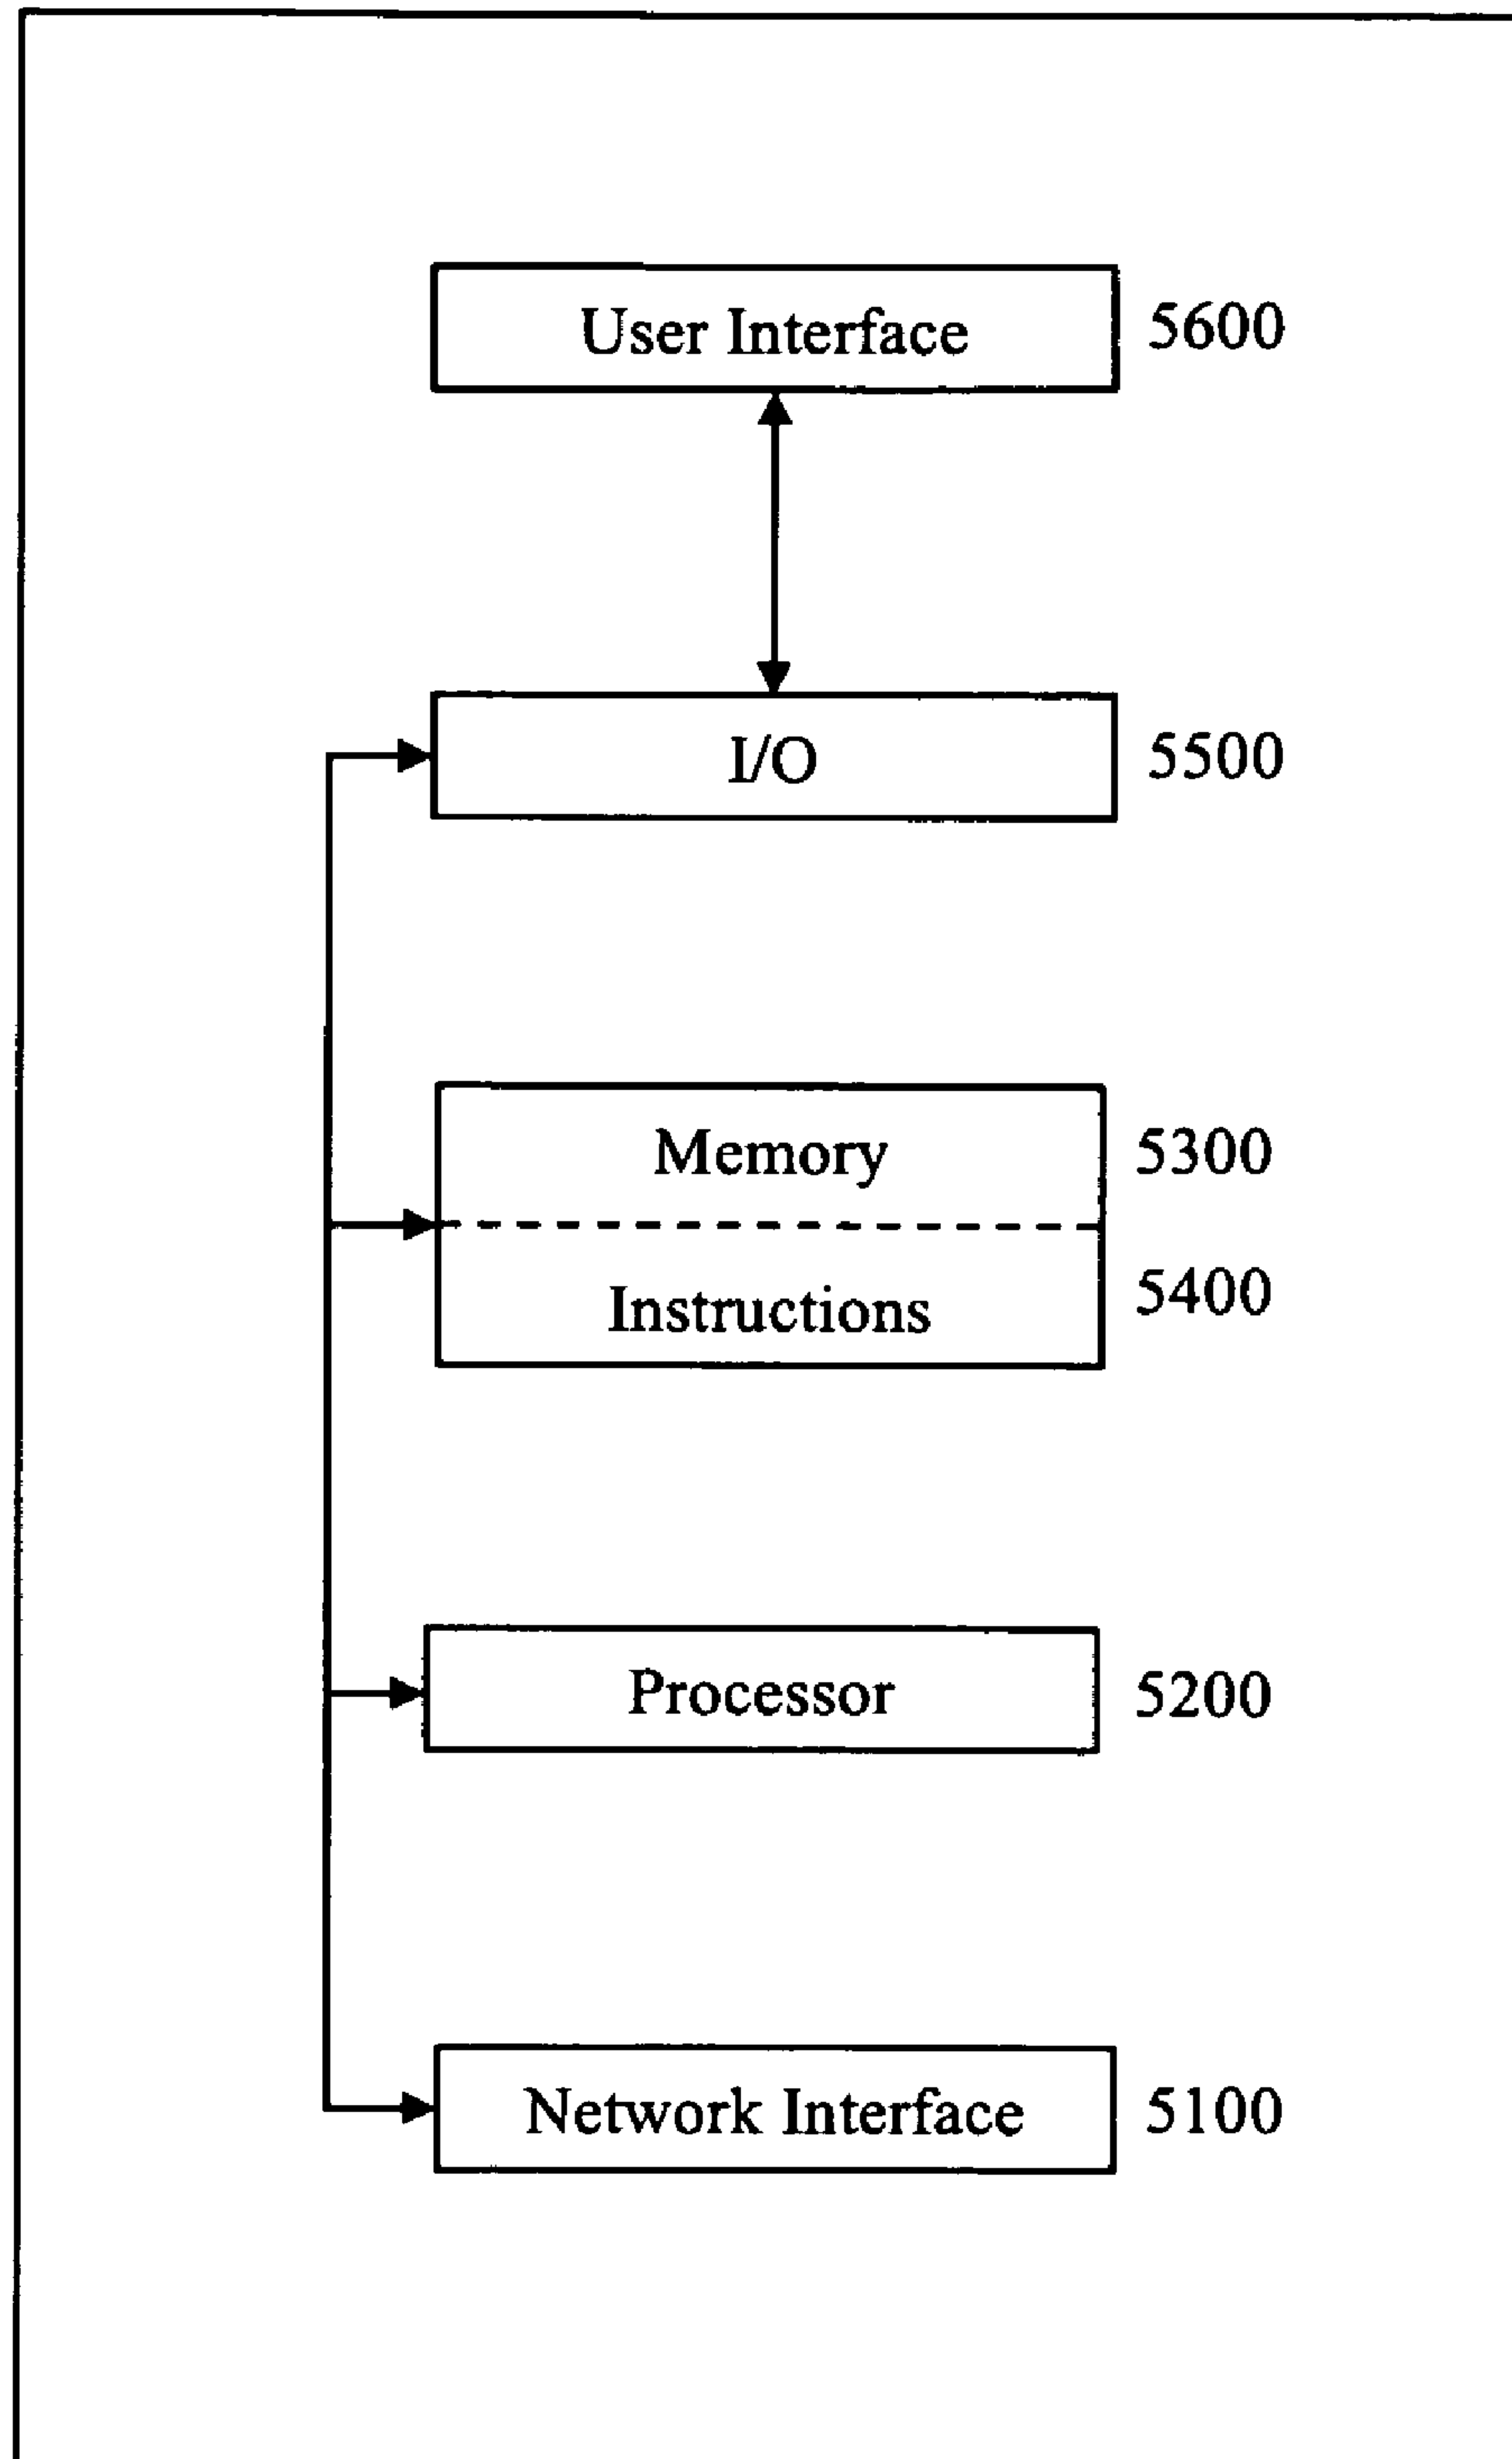 User Interface 5600
I/O 5500
Memory 5300
Instructions 5400
Processor 5200
Network Interface 5100